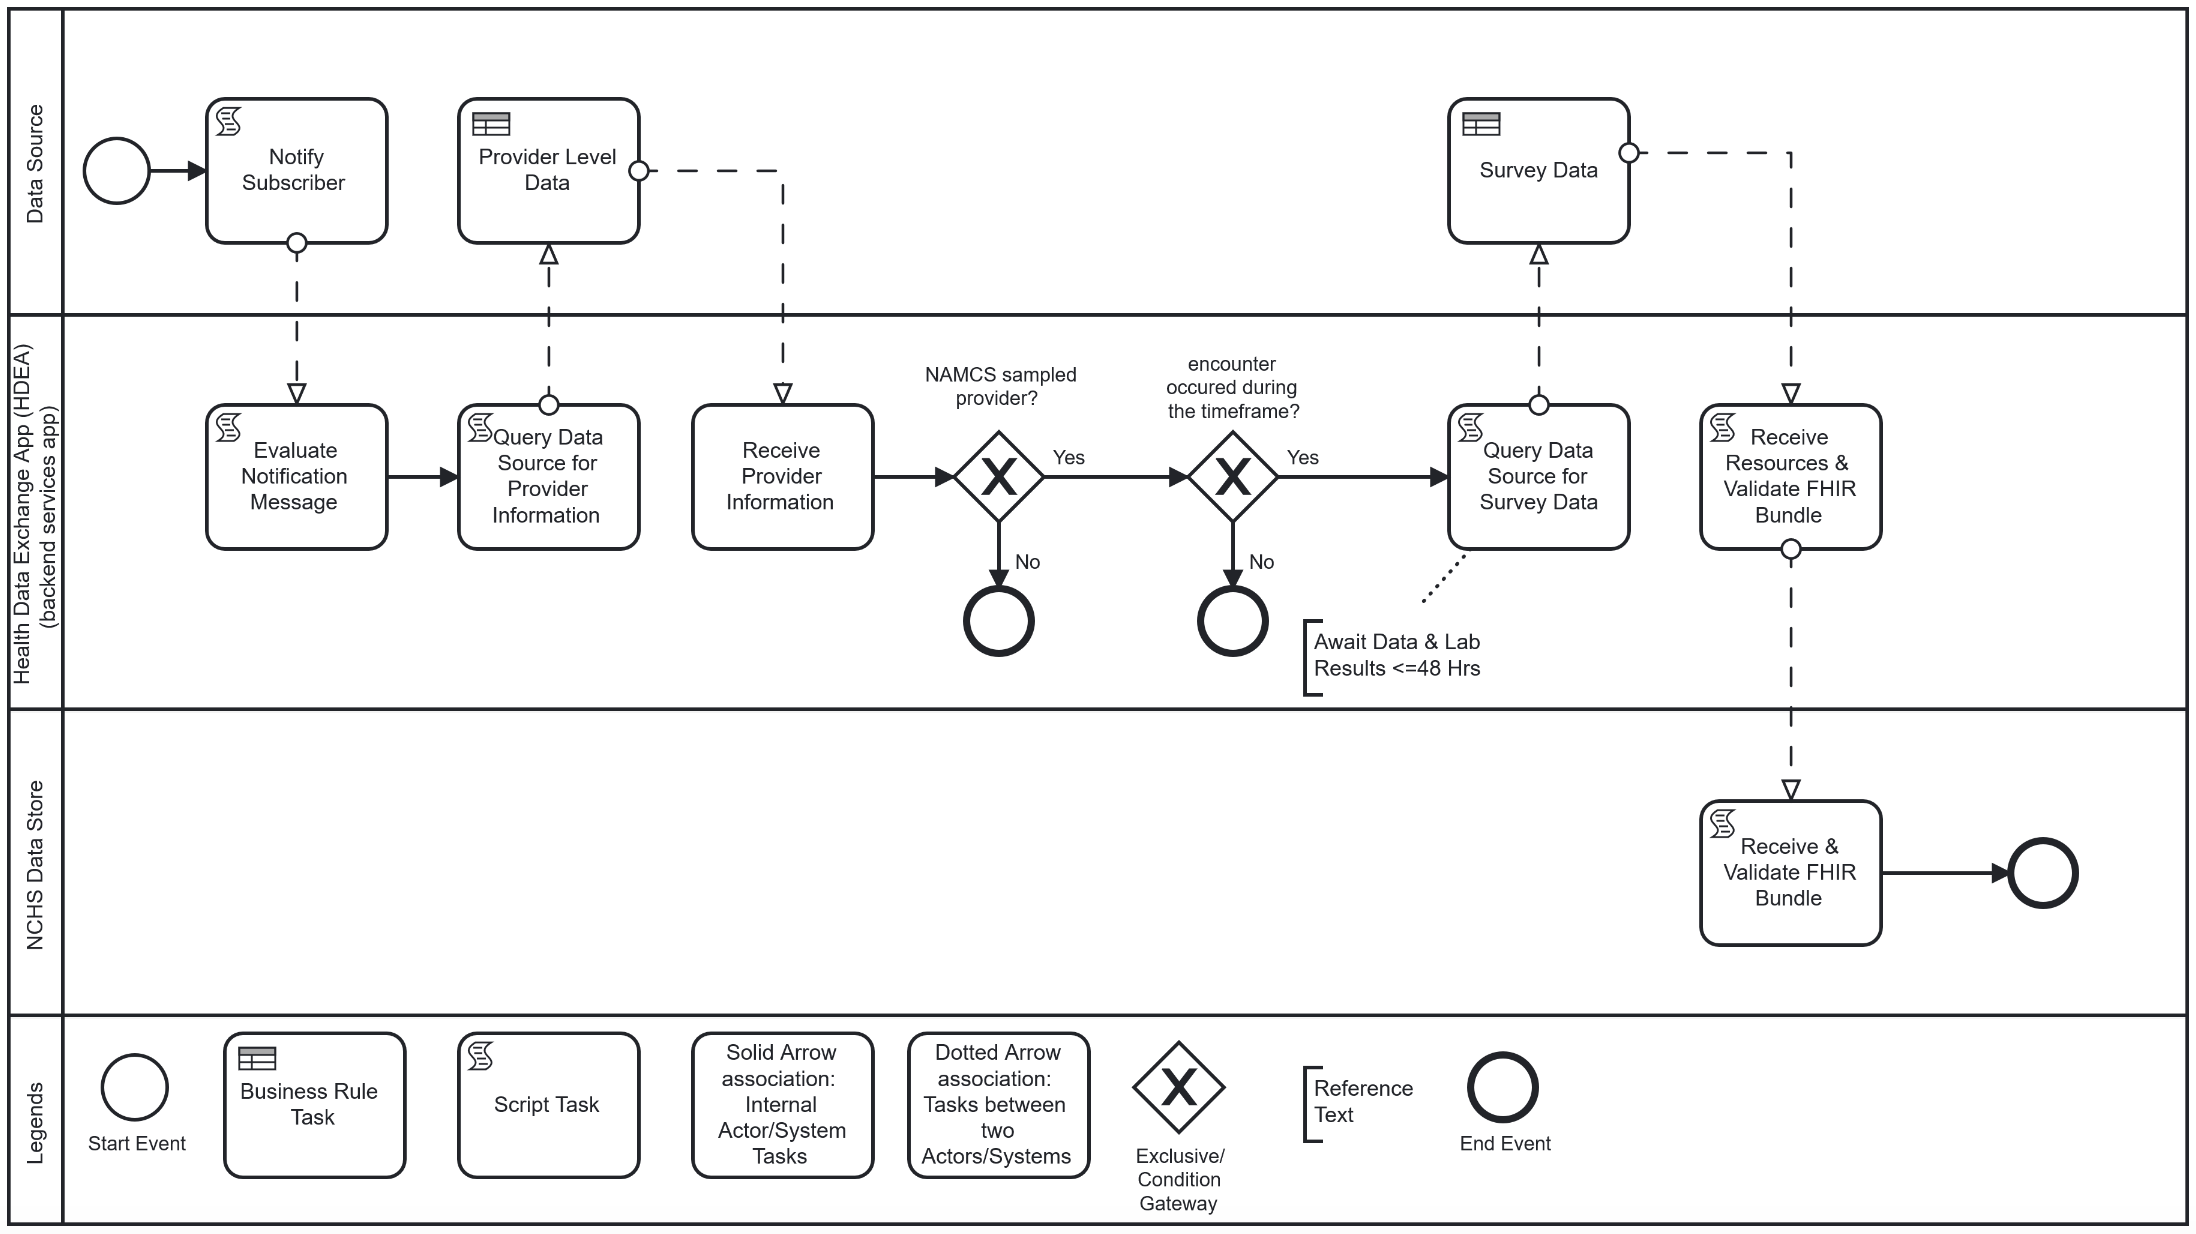 Data Source
Notify
Subscriber
Provider Level
Data
Survey Data
Health Data Exchange App (HDEA)
(backend services app)
Evaluate
Notification
Message
Query Data
Source for
Provider
Information
Receive
Provider
Information
NAMCS sampled
provider?
Yes
No
encounter
occured during
the timeframe?
Yes
No
Query Data
Source for
Survey Data
Await Data & Lab
Results <=48 Hrs
Receive
Resources &
Validate FHIR
Bundle
NCHS Data Store
Receive &
Validate FHIR
Bundle
Legends
Start Event
Business Rule
Task
Script Task
Solid Arrow
association:
Internal
Actor/System
Tasks
Dotted Arrow
association:
Tasks between
two
Actors/Systems
Exclusive/
Condition
Gateway
Reference
Text
End Event